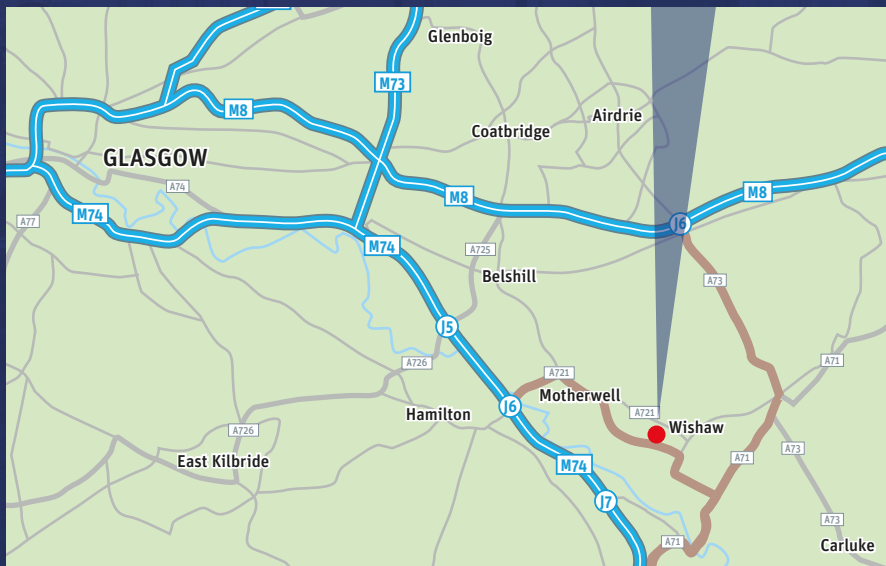 Glenboig
M73
M8
Airdrie
Coatbridge
GLASGOW
A74
M8
M8
M74
A77
J6
M74
A725
Belshill
A73
J5
A726
A71
A721
Motherwell
J6
Hamilton
A721
Wishaw
A726
East Kilbride
M74
A71
A73
J7
A73
A71
Carluke